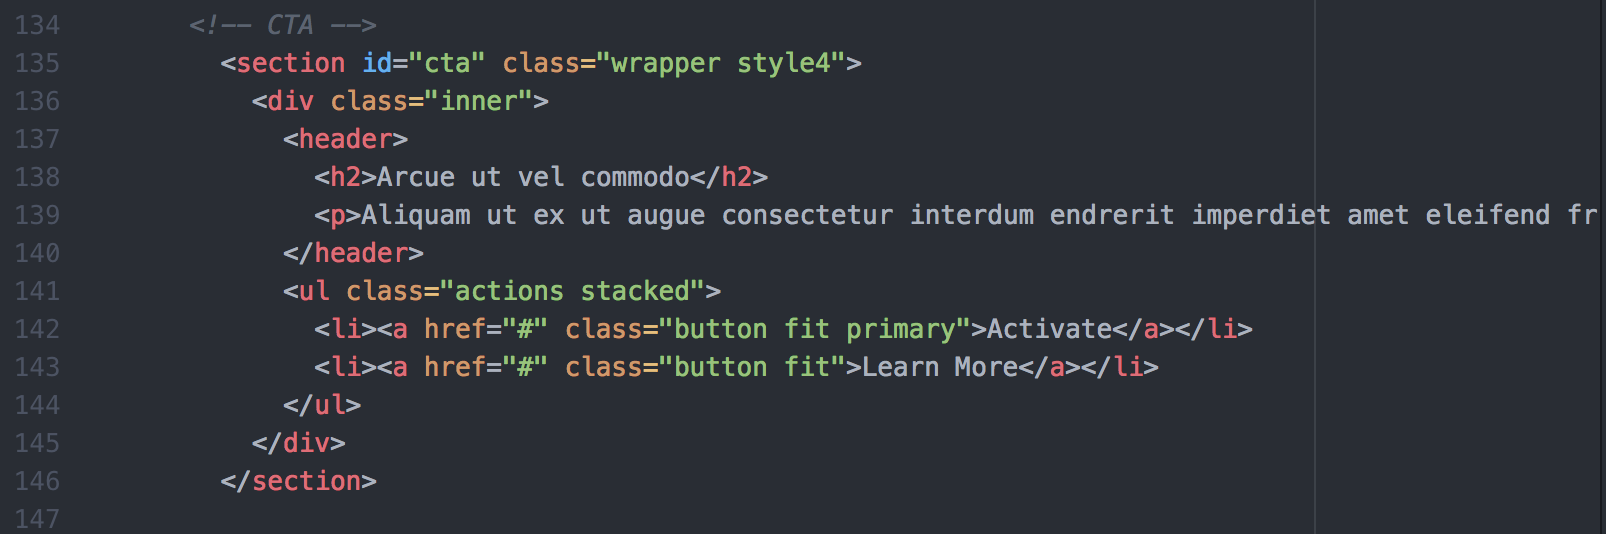 134 <!-- CTA -->
135 <section id="cta" class="wrapper style4">
136 <div class="inner">
137 <header>
138 <h2>Arcue ut vel commodo</h2>
139 <p>Aliquam ut ex ut augue consectetur interdum endrerit imperdiet amet eleifend fr
140 </header>
141 <ul class="actions stacked">
142 <li><a href="#" class="button fit primary">Activate</a></li>
143 <li><a href="#" class="button fit">Learn More</a></li>
144 </ul>
145 </div>
146 </section>
147